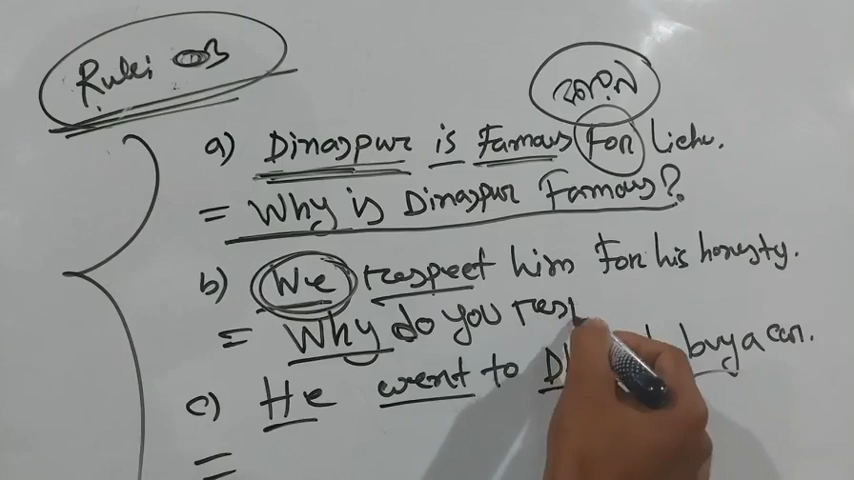 Rule: 03
কারণ
a) Dinajpur is Famous For Lichu.
= Why is Dinajpur Famous?
b) We respect him For his honesty.
= Why do you res
c) He went to buy a car.
=